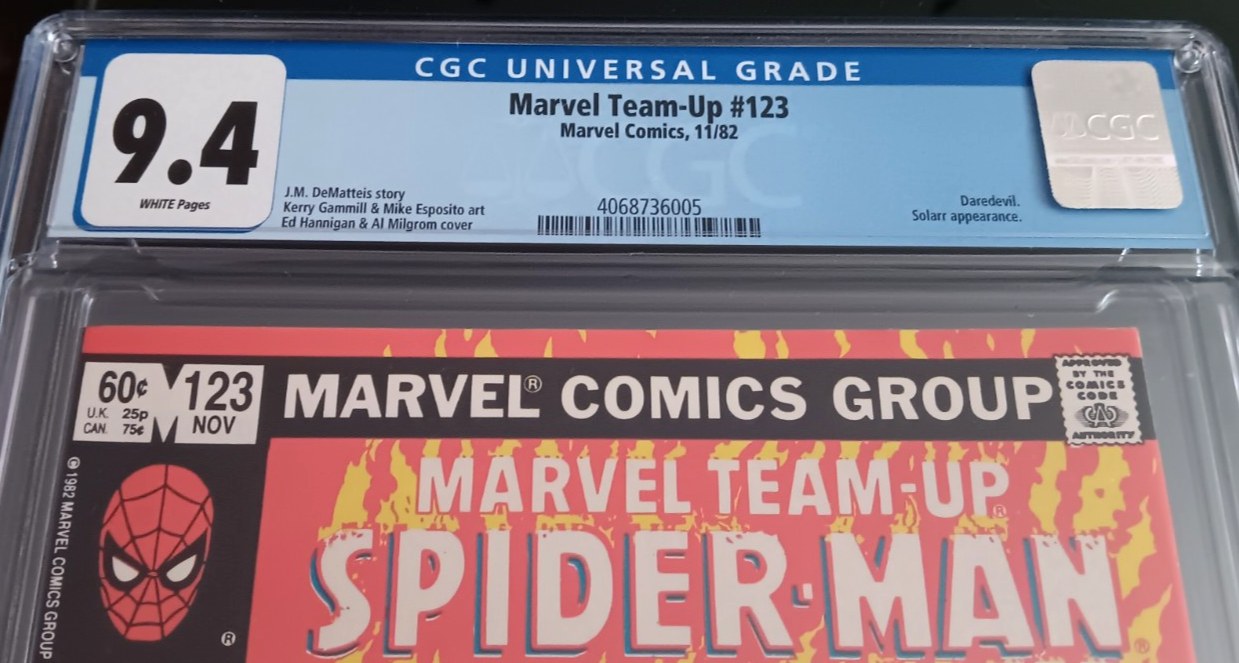 CGC UNIVERSAL GRADE
9.4
WHITE Pages
Marvel Team-Up #123
Marvel Comics, 11/82
J.M. DeMatteis story
Kerry Gammill & Mike Esposito art
Ed Hannigan & Al Milgrom cover
4068736005
Daredevil.
Solarr appearance.
CGC
CGC
60¢
U.K. 25p
CAN. 75¢
M
123
NOV
MARVEL® COMICS GROUP
APPROVED
BY THE
COMICS
CODE
CA
AUTHORITY
© 1982 MARVEL COMICS GROUP
®
MARVEL TEAM-UP®
SPIDER-MAN®